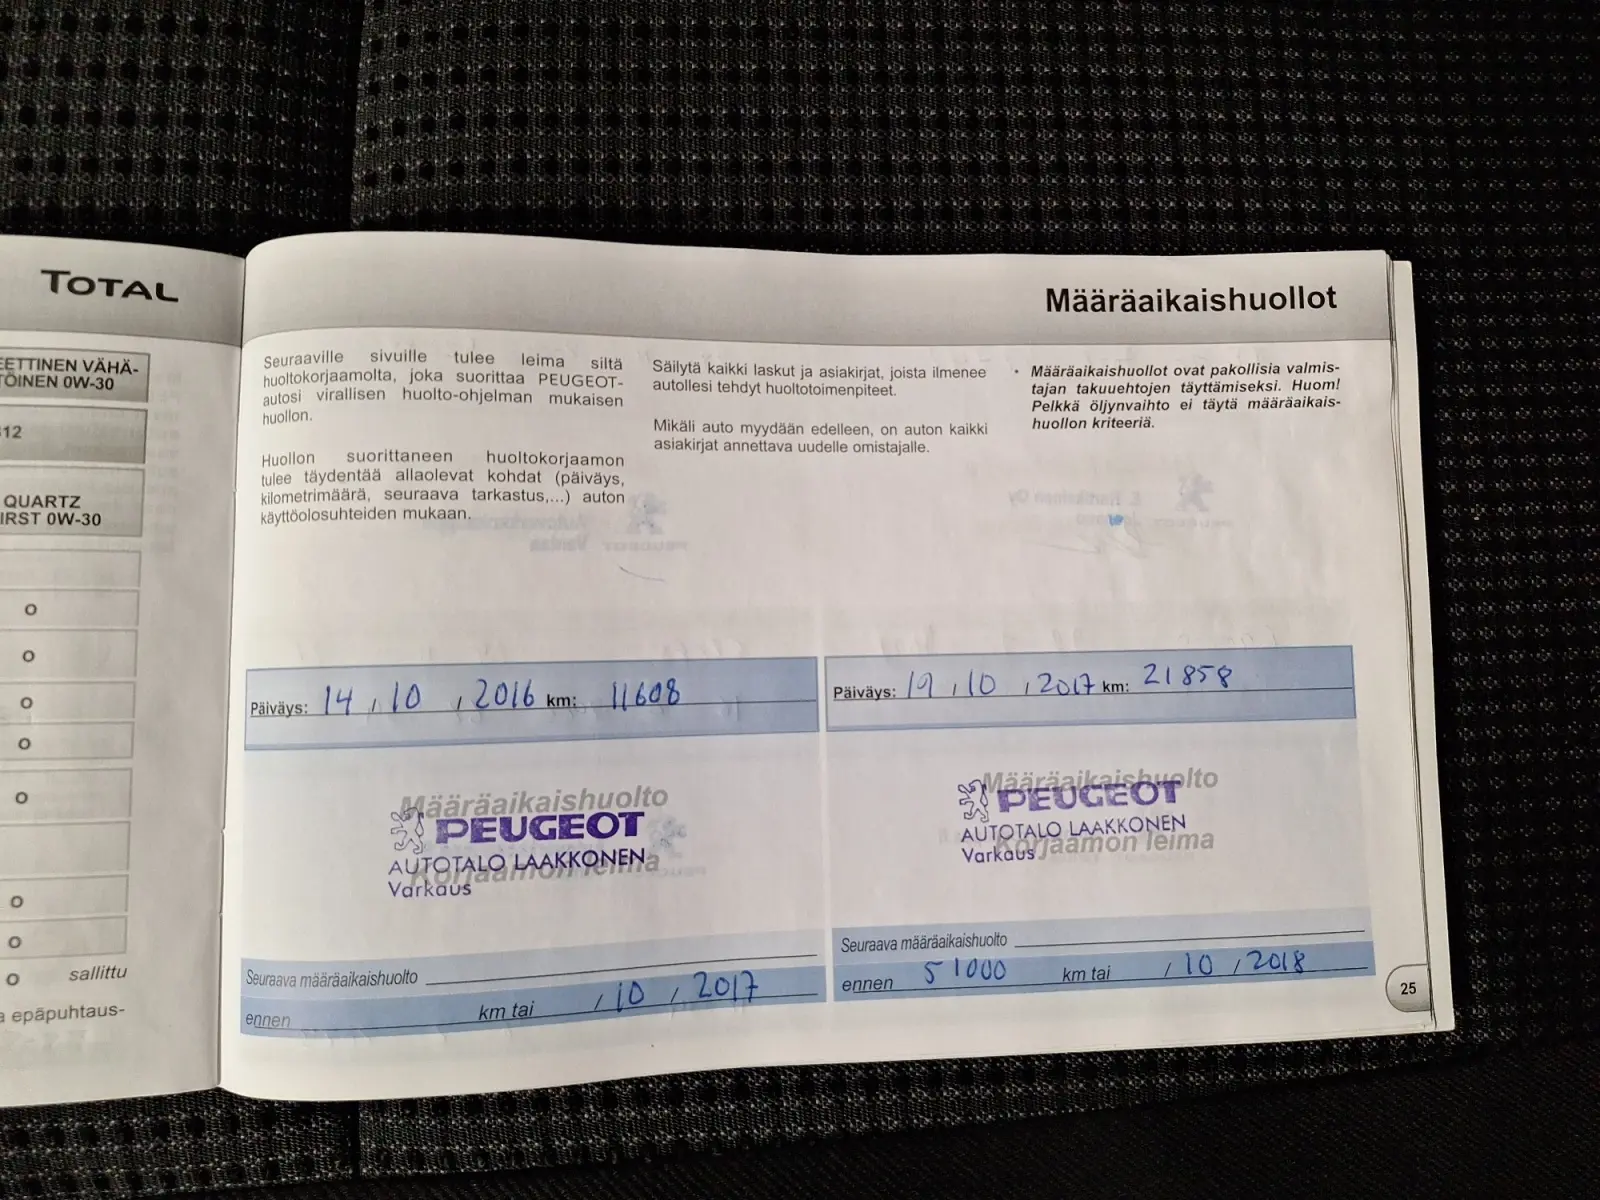 TOTAL
EETTINEN VÄHÄ-
TÖINEN 0W-30
312
QUARTZ
IRST 0W-30
O
O
O
O
O
O
O
O sallittu
a epäpuhtaus-
Määräaikaishuollot
Seuraaville sivuille tulee leima siltä
huoltokorjaamolta, joka suorittaa PEUGEOT-
autosi virallisen huolto-ohjelman mukaisen
huollon.
Huollon suorittaneen huoltokorjaamon
tulee täydentää allaolevat kohdat (päiväys,
kilometrimäärä, seuraava tarkastus,...) auton
käyttöolosuhteiden mukaan.
Säilytä kaikki laskut ja asiakirjat, joista ilmenee
autollesi tehdyt huoltotoimenpiteet.
Mikäli auto myydään edelleen, on auton kaikki
asiakirjat annettava uudelle omistajalle.
• Määräaikaishuollot ovat pakollisia valmis-
tajan takuuehtojen täyttämiseksi. Huom!
Pelkkä öljynvaihto ei täytä määräaikais-
huollon kriteeriä.
Päiväys: 14 / 10 / 2016 km: 11608
Määräaikaishuolto
PEUGEOT
AUTOTALO LAAKKONEN
Korjaamon leima
Varkaus
Seuraava määräaikaishuolto
ennen km tai / 10 / 2017
Päiväys: 19 / 10 / 2017 km: 21858
Määräaikaishuolto
PEUGEOT
AUTOTALO LAAKKONEN
Korjaamon leima
Varkaus
Seuraava määräaikaishuolto
ennen 51000 km tai / 10 / 2018
25